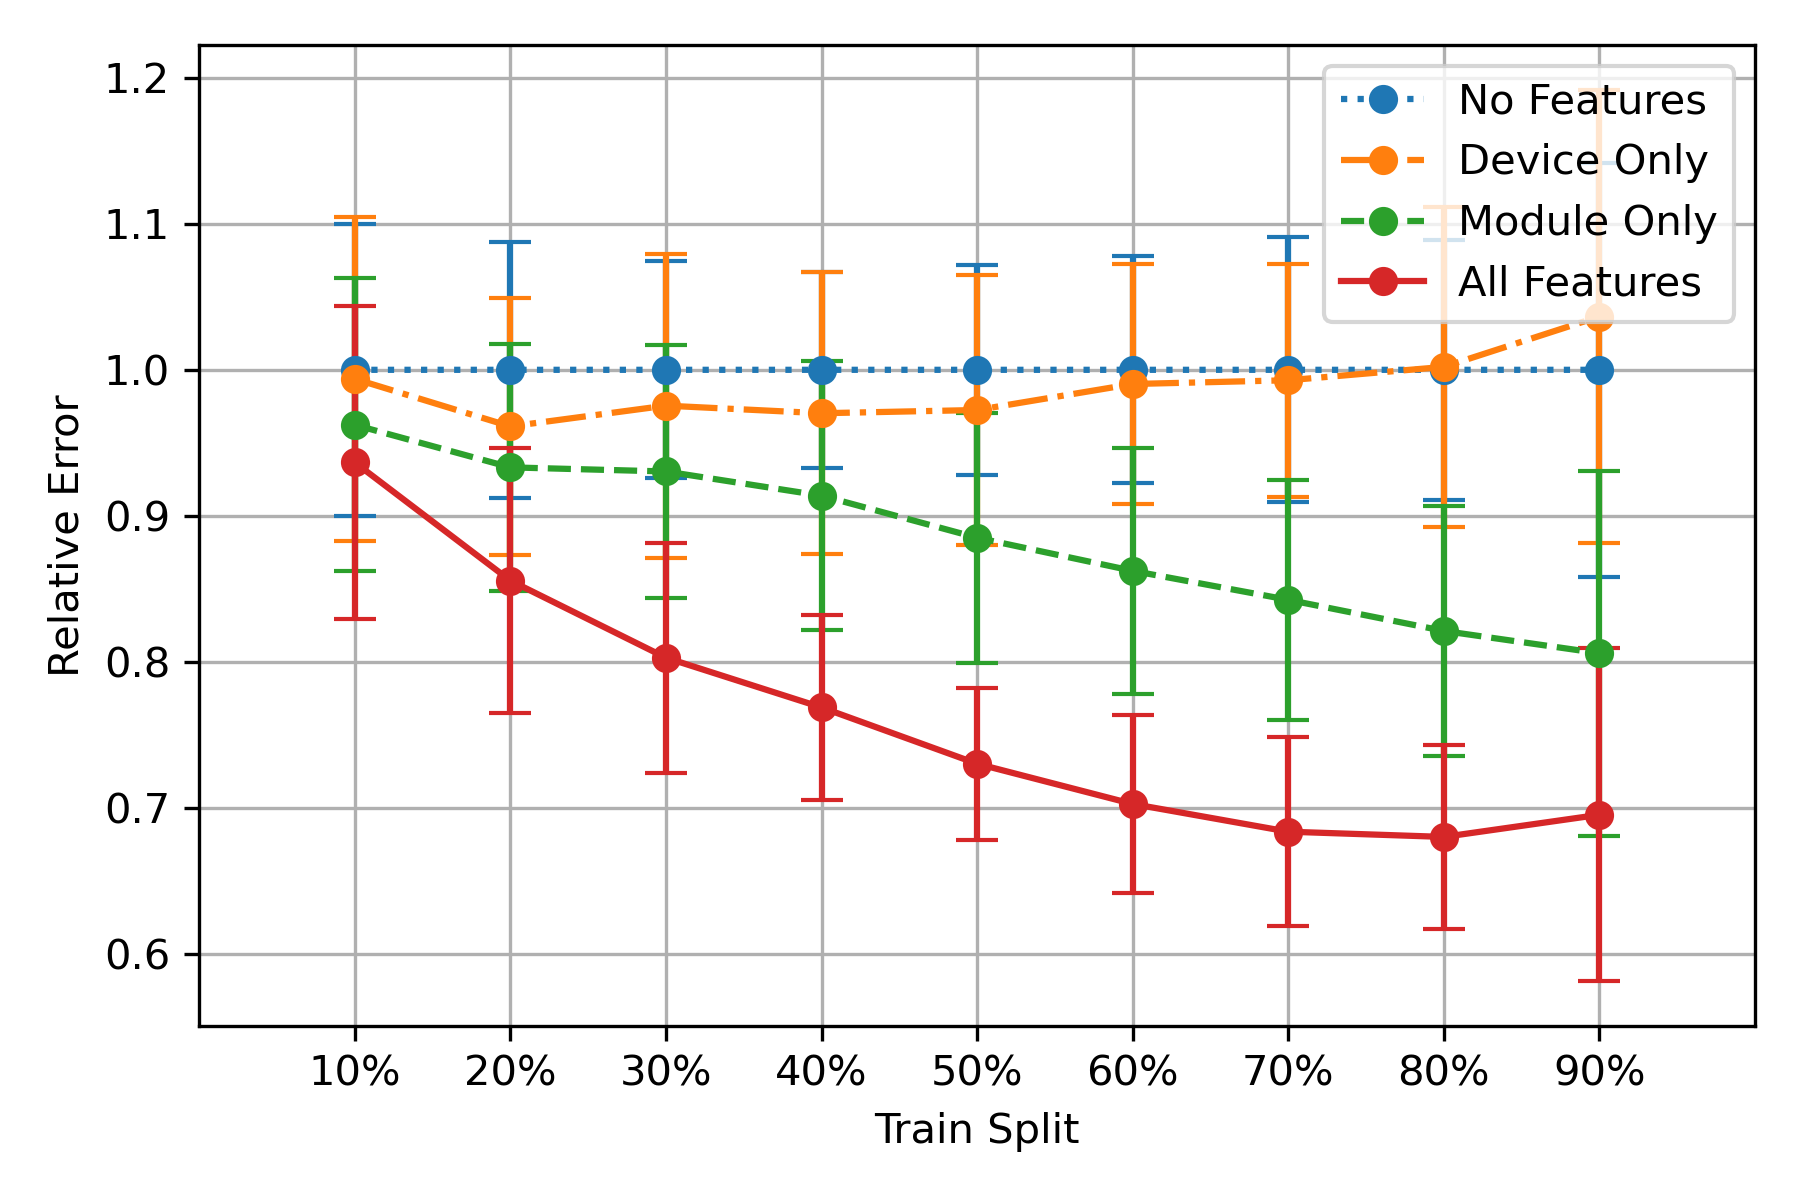 1.2
1.1
1.0
0.9
0.8
0.7
0.6
Relative Error
No Features
Device Only
Module Only
All Features
10% 20% 30% 40% 50% 60% 70% 80% 90%
Train Split